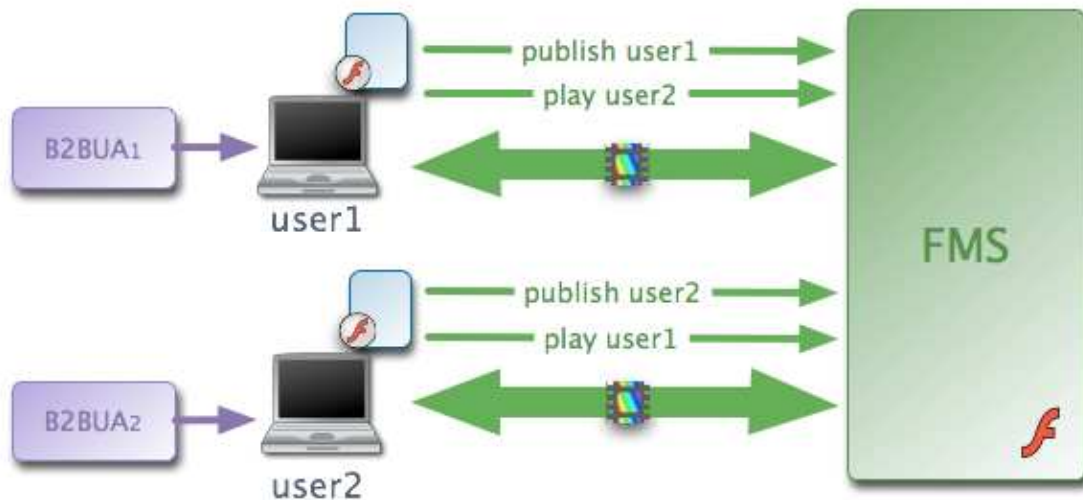 publish user1
play user2
B2BUA1
user1
FMS
publish user2
play user1
B2BUA2
user2